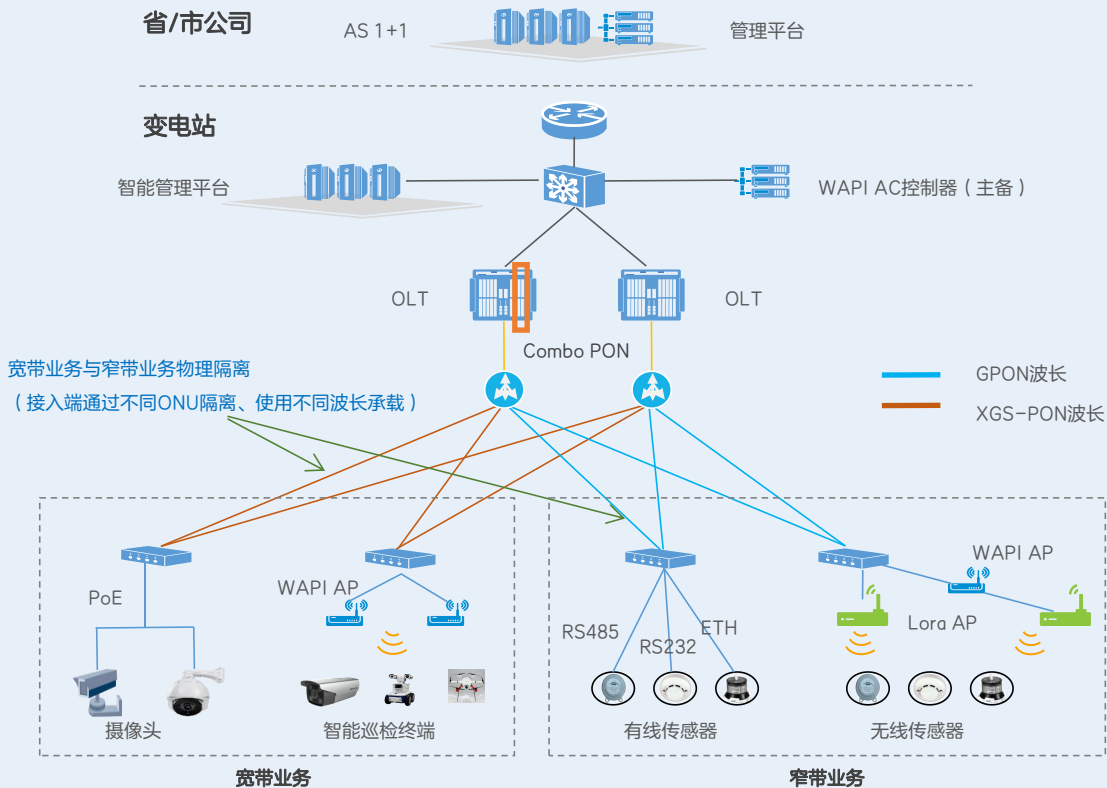 省/市公司
AS 1+1
管理平台
变电站
智能管理平台
WAPI AC控制器（主备）
OLT
OLT
Combo PON
宽带业务与窄带业务物理隔离
（接入端通过不同ONU隔离、使用不同波长承载）
GPON波长
XGS-PON波长
PoE
WAPI AP
WAPI AP
RS485
RS232
ETH
Lora AP
摄像头
智能巡检终端
有线传感器
无线传感器
宽带业务
窄带业务